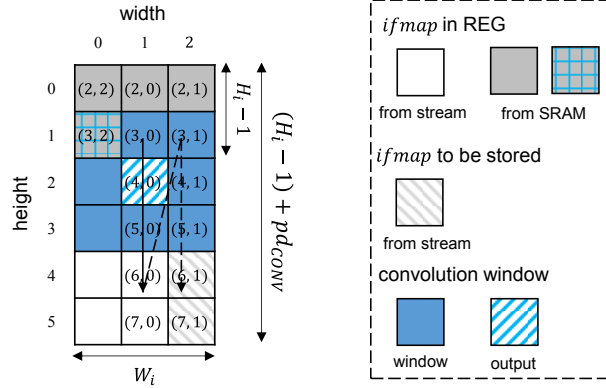 width
0 1 2
height
0 (2, 2) (2, 0) (2, 1)
1 (3, 2) (3, 0) (3, 1)
2 (4, 0) (4, 1)
3 (5, 0) (5, 1)
4 (6, 0) (6, 1)
5 (7, 0) (7, 1)
W_i
H_i − 1
(H_i − 1) + pd_CONV
ifmap in REG
from stream from SRAM
ifmap to be stored
from stream
convolution window
window output